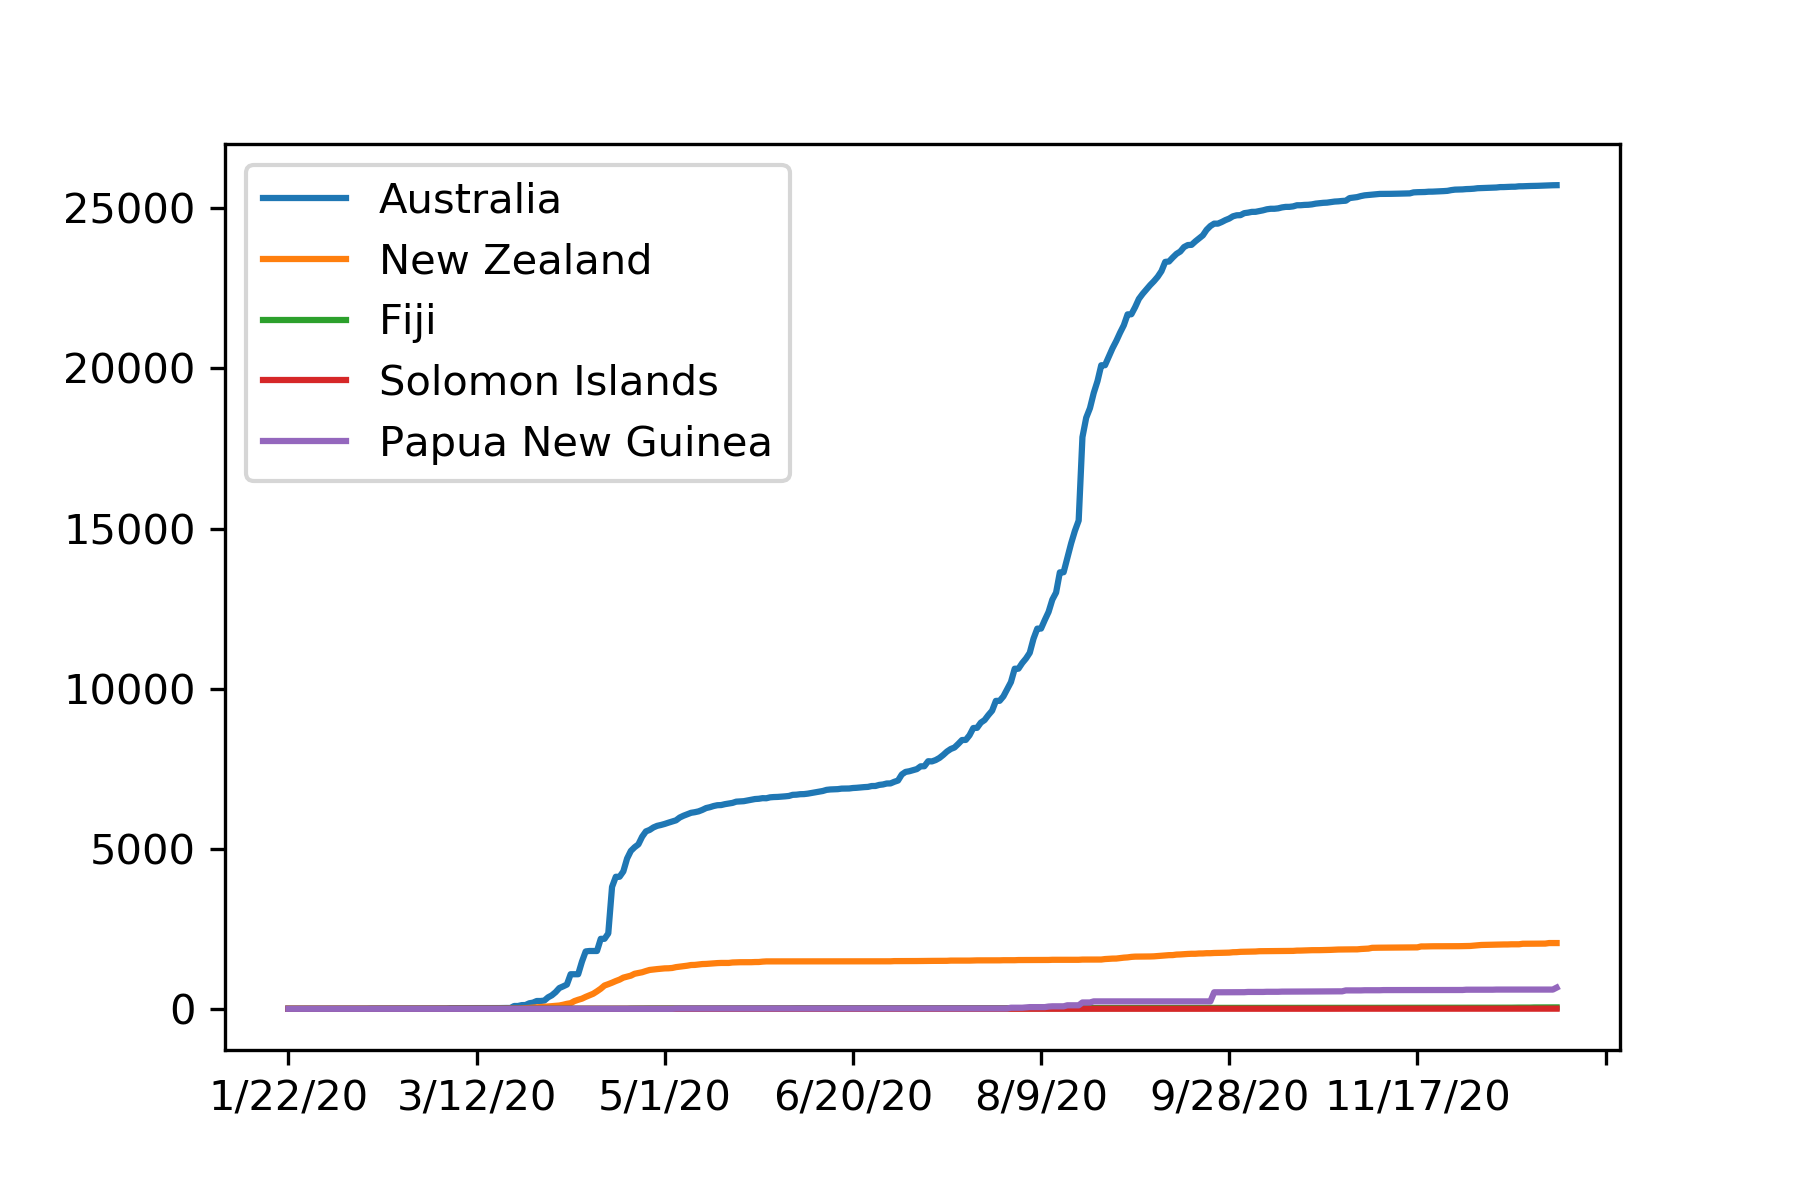 Australia
New Zealand
Fiji
Solomon Islands
Papua New Guinea
25000
20000
15000
10000
5000
0
1/22/20 3/12/20 5/1/20 6/20/20 8/9/20 9/28/20 11/17/20